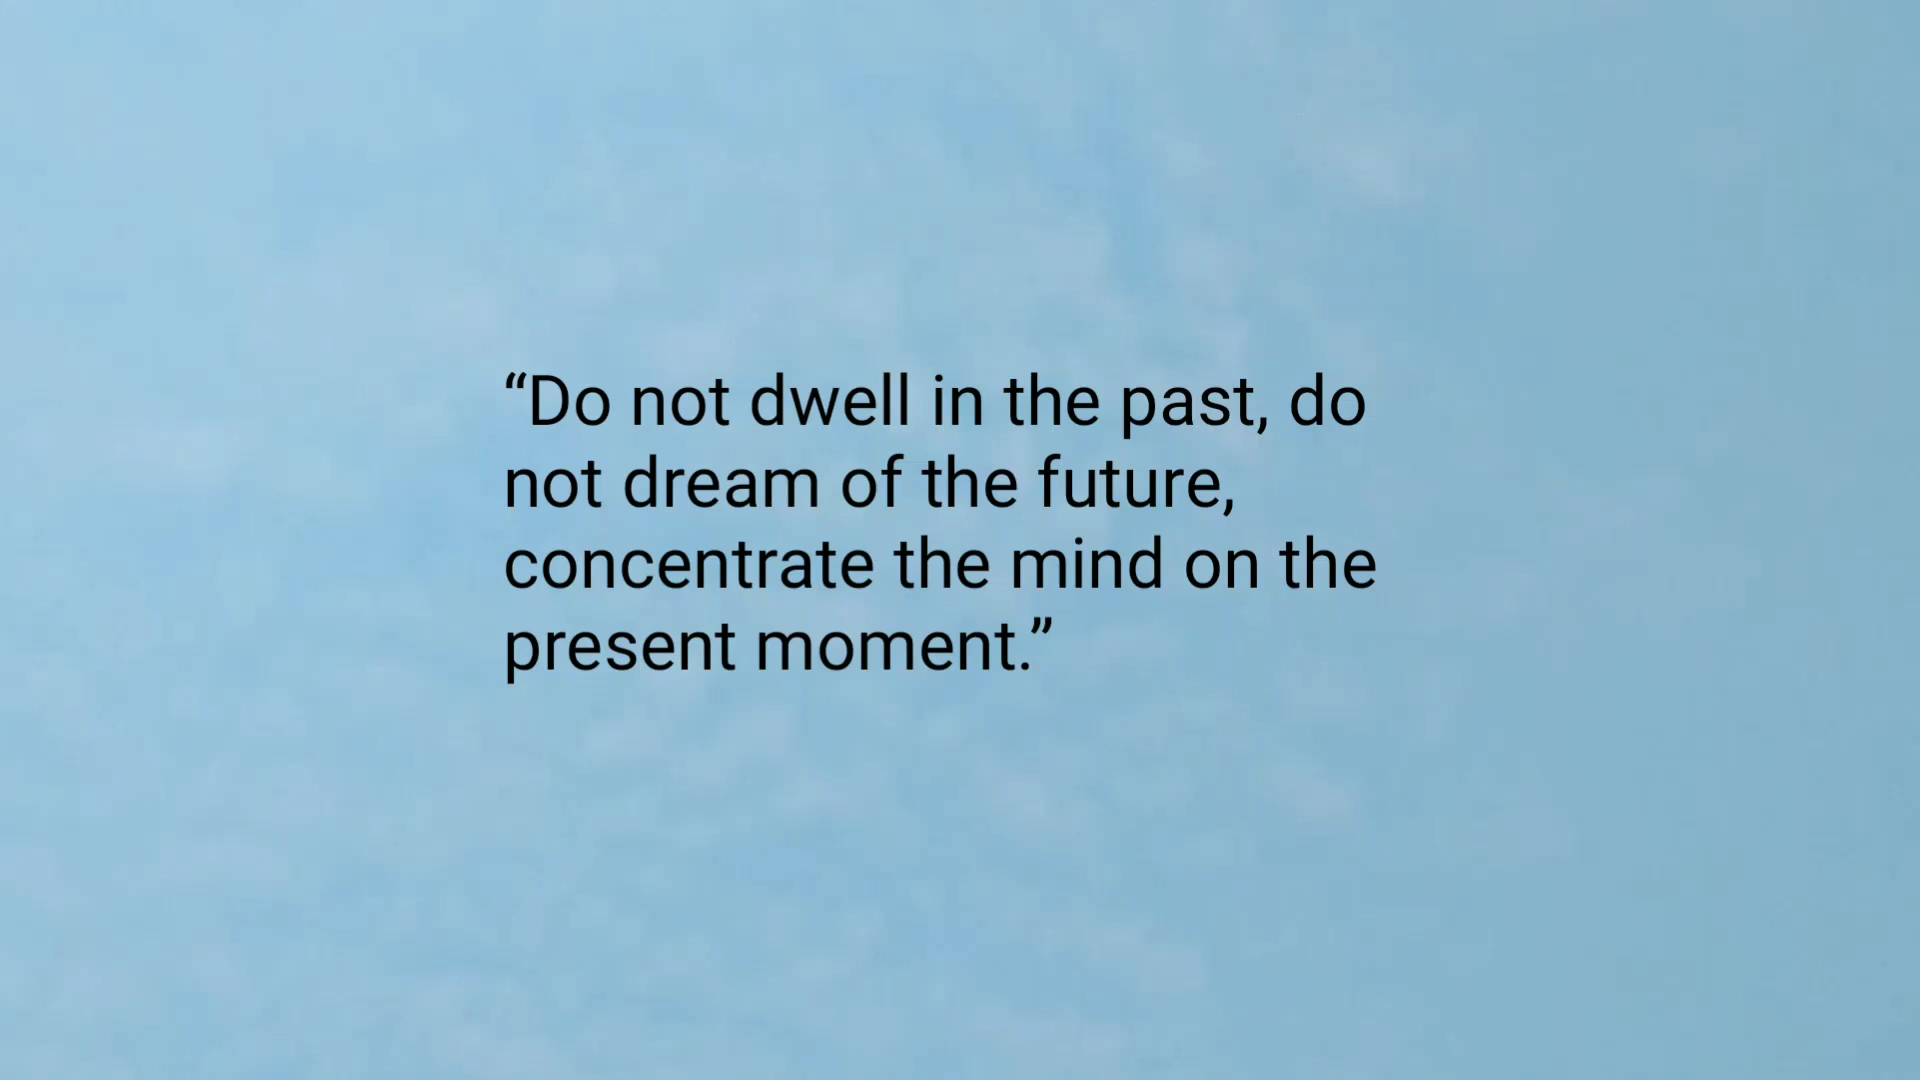 “Do not dwell in the past, do
not dream of the future,
concentrate the mind on the
present moment.”